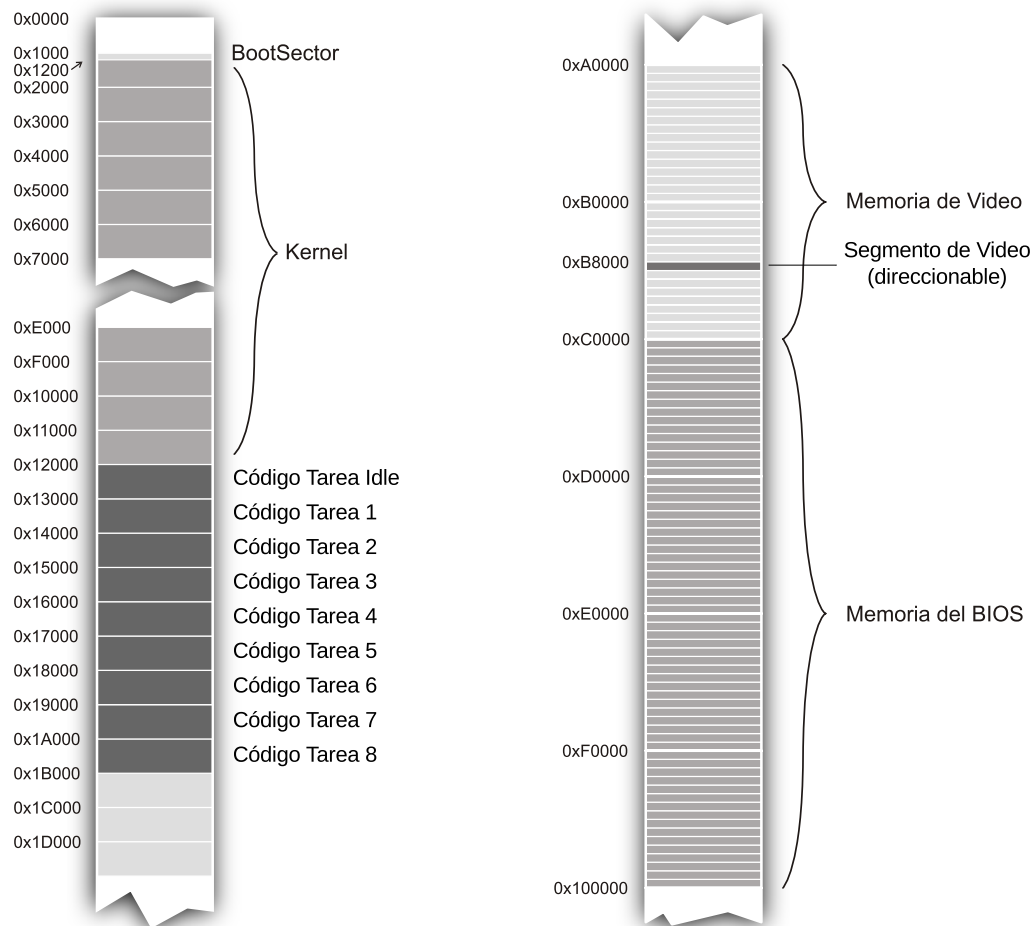 0x0000
0x1000
BootSector
0x1200
0x2000
0x3000
0x4000
0x5000
0x6000
Kernel
0x7000
0xE000
0xF000
0x10000
0x11000
0x12000
Código Tarea Idle
0x13000
Código Tarea 1
0x14000
Código Tarea 2
0x15000
Código Tarea 3
0x16000
Código Tarea 4
0x17000
Código Tarea 5
0x18000
Código Tarea 6
0x19000
Código Tarea 7
0x1A000
Código Tarea 8
0x1B000
0x1C000
0x1D000
0xA0000
0xB0000
Memoria de Video
Segmento de Video
(direccionable)
0xB8000
0xC0000
0xD0000
0xE0000
Memoria del BIOS
0xF0000
0x100000